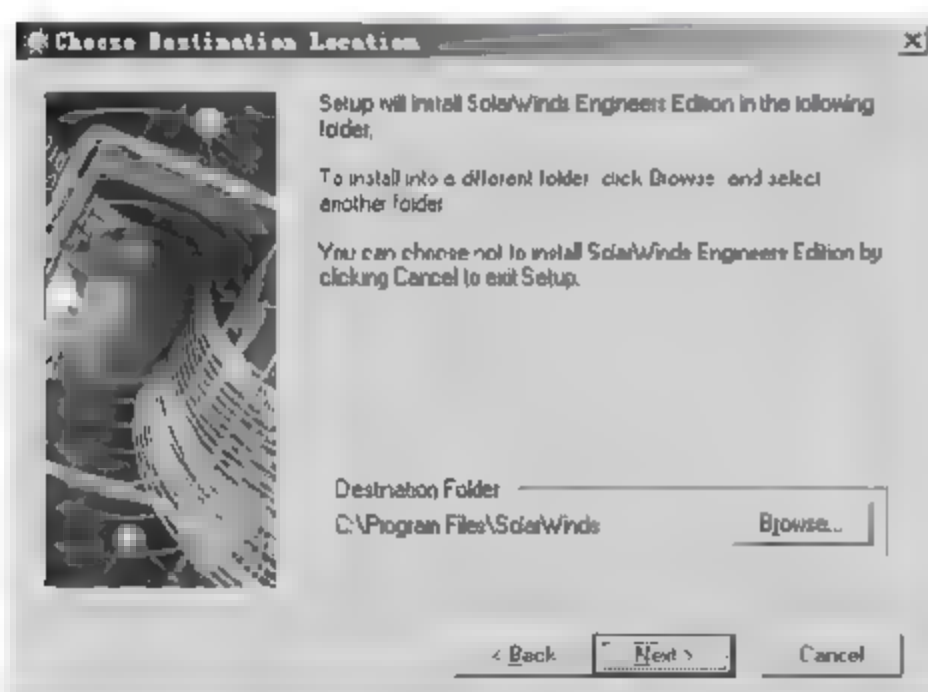 Choose Destination Location
Setup will install SolarWinds Engineers Edition in the following
folder.
To install into a different folder, click Browse, and select
another folder
You can choose not to install SolarWinds Engineers Edition by
clicking Cancel to exit Setup.
Destination Folder
C:\Program Files\SolarWinds
Browse...
< Back
Next >
Cancel